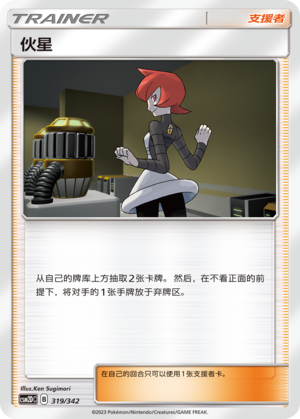 TRAINER
支援者
伙星
从自己的牌库上方抽取2张卡牌。然后，在不看正面的前
提下，将对手的1张手牌放于弃牌区。
在自己的回合只可以使用1张支援者卡。
Illus.Ken Sugimori
CSM2DC B 319/342
©2023 Pokémon/Nintendo/Creatures/GAME FREAK.